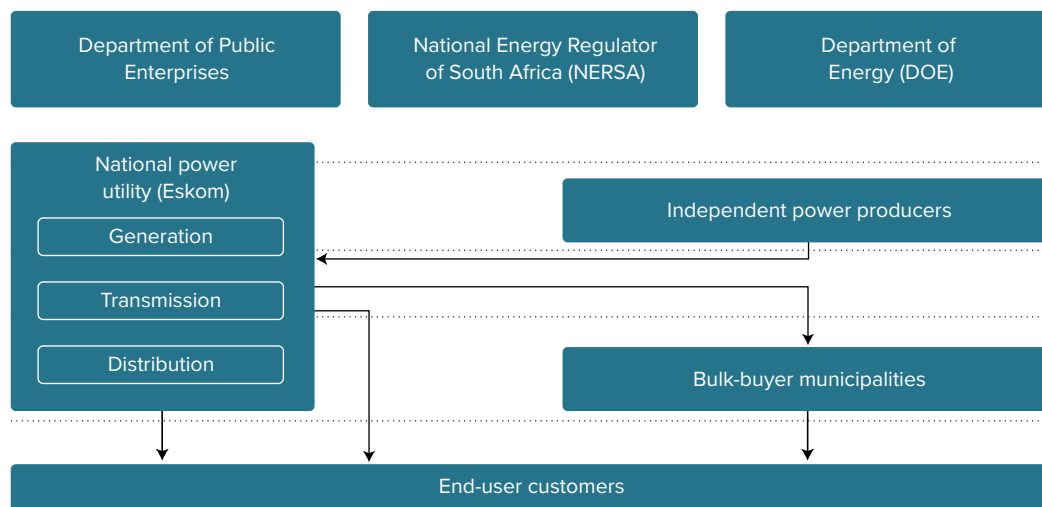 Department of Public
Enterprises
National Energy Regulator
of South Africa (NERSA)
Department of
Energy (DOE)
National power
utility (Eskom)
Generation
Transmission
Distribution
Independent power producers
Bulk-buyer municipalities
End-user customers